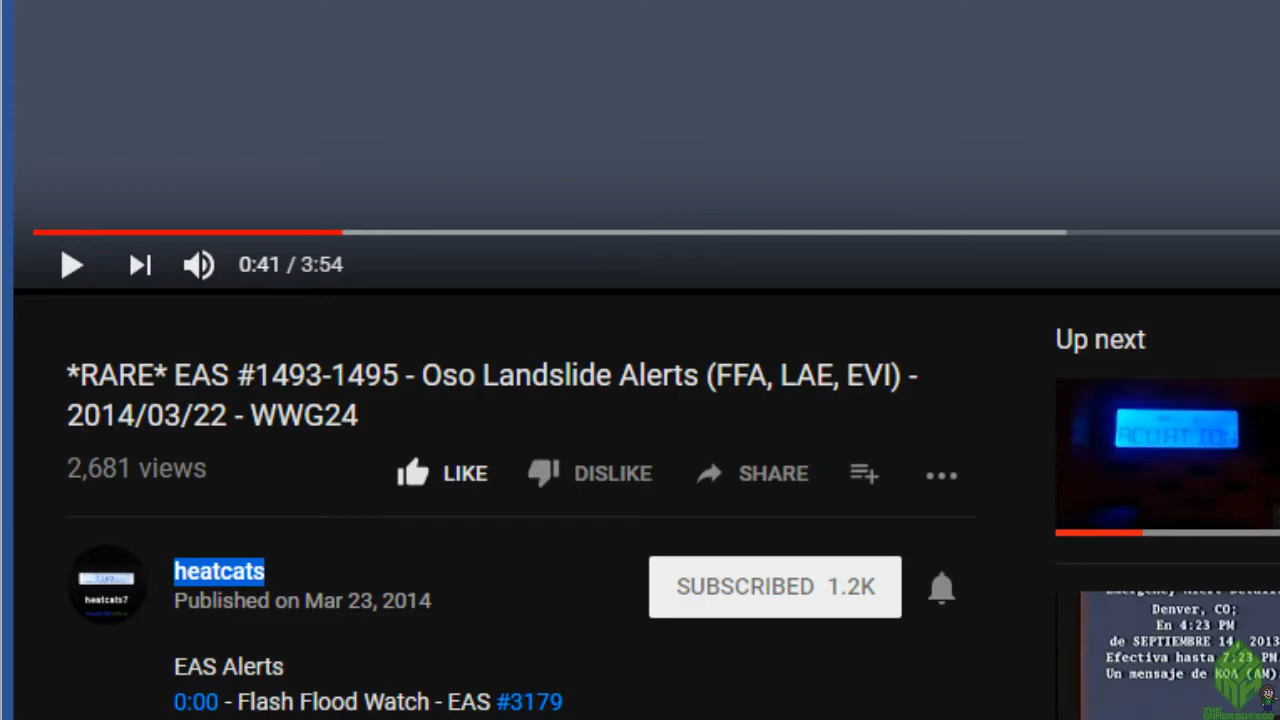 0:41 / 3:54
*RARE* EAS #1493-1495 - Oso Landslide Alerts (FFA, LAE, EVI) -
2014/03/22 - WWG24
2,681 views
LIKE
DISLIKE
SHARE
heatcats
Published on Mar 23, 2014
SUBSCRIBED 1.2K
heatcats7
EAS Alerts
0:00 - Flash Flood Watch - EAS #3179
Up next
Denver, CO;
En 4:23 PM
de SEPTIEMBRE 14, 2013
Efectiva hasta 7:23 PM.
Un mensaje de KOA (AM)